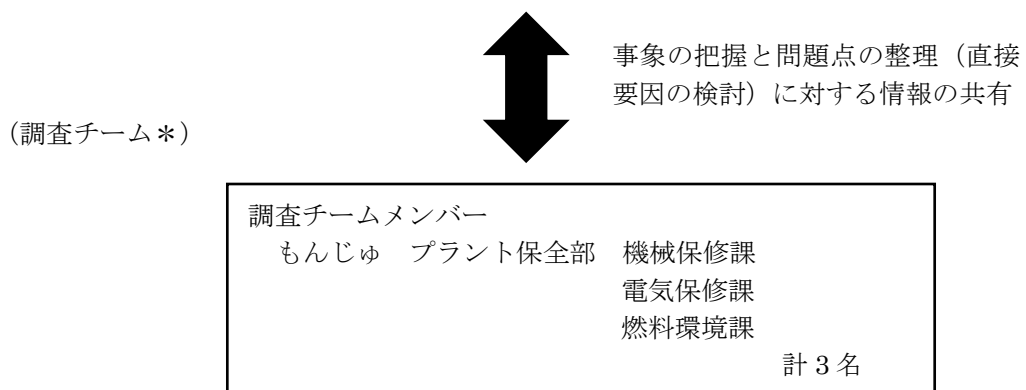 事象の把握と問題点の整理（直接
要因の検討）に対する情報の共有
（調査チーム＊）
調査チームメンバー
もんじゅ　プラント保全部　機械保修課
電気保修課
燃料環境課
計3名